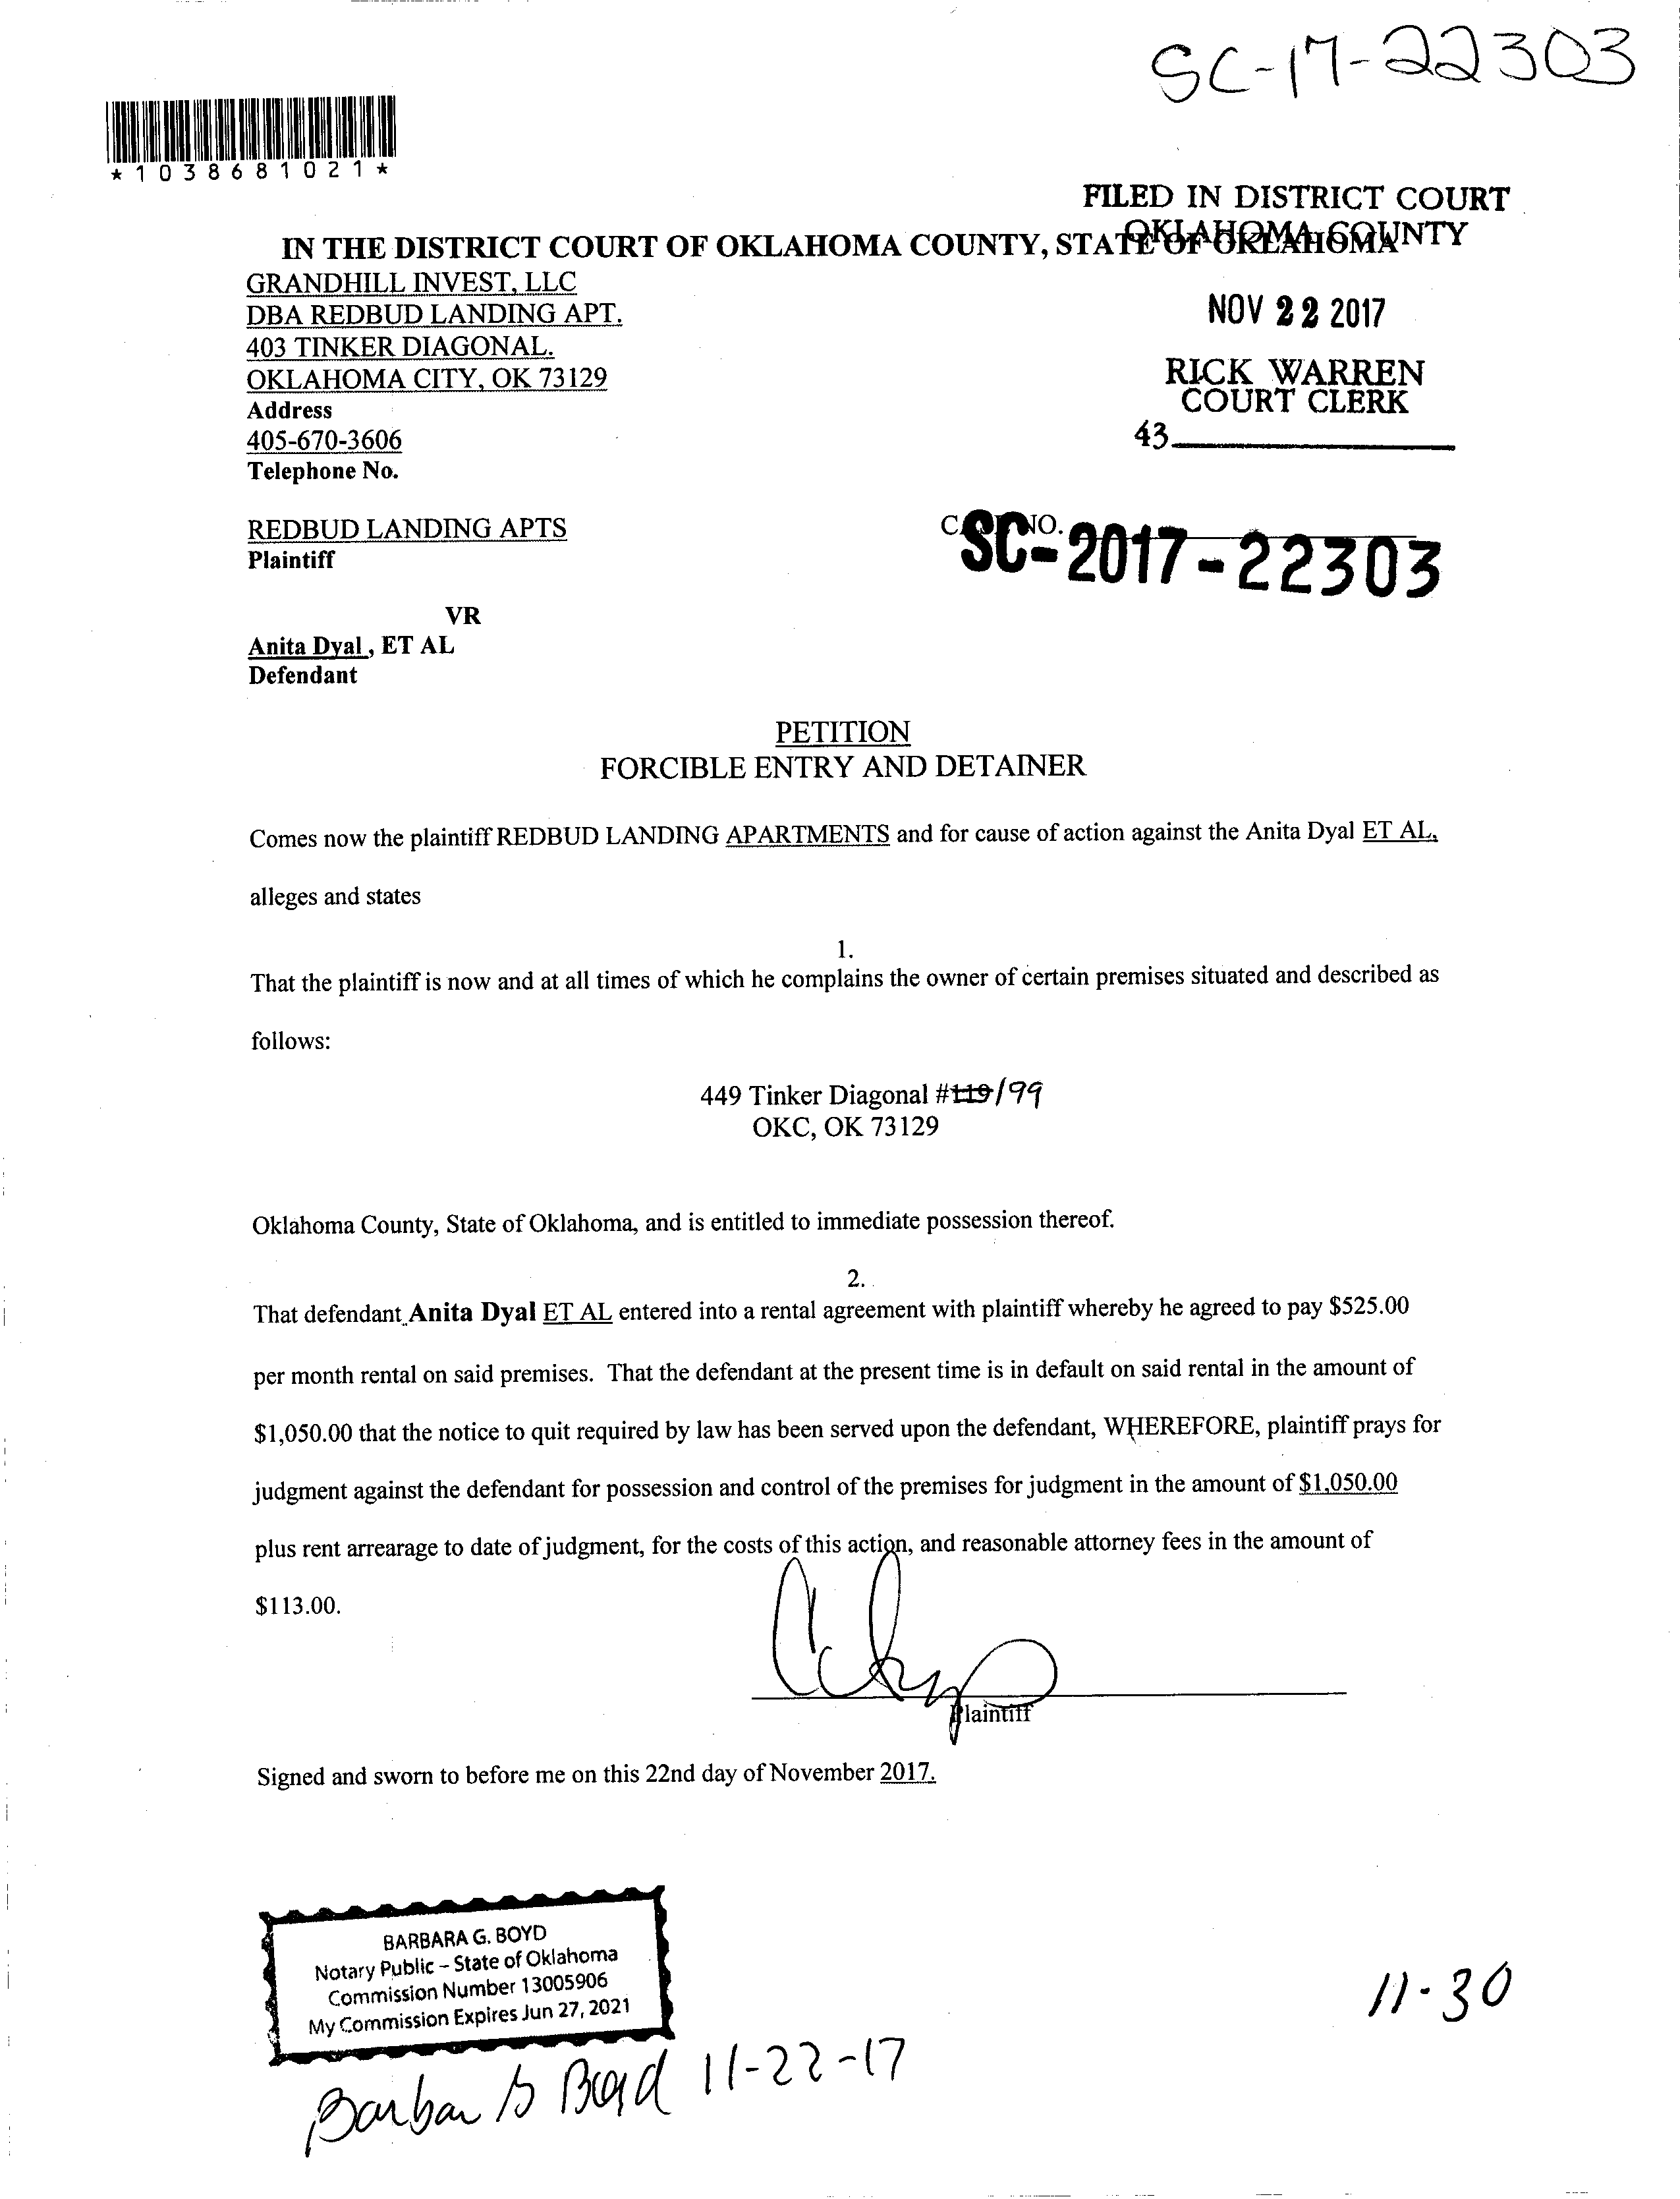 SC-17-22303
*1038681021*
FILED IN DISTRICT COURT
OKLAHOMA COUNTY
IN THE DISTRICT COURT OF OKLAHOMA COUNTY, STATE OF OKLAHOMA
GRANDHILL INVEST, LLC
DBA REDBUD LANDING APT.
403 TINKER DIAGONAL.
OKLAHOMA CITY, OK 73129
Address
405-670-3606
Telephone No.
NOV 22 2017
RICK WARREN
COURT CLERK
43
REDBUD LANDING APTS
Plaintiff
NO.
SC-2017-22303
VR
Anita Dyal, ET AL
Defendant
PETITION
FORCIBLE ENTRY AND DETAINER
Comes now the plaintiff REDBUD LANDING APARTMENTS and for cause of action against the Anita Dyal ET AL,
alleges and states
1.
That the plaintiff is now and at all times of which he complains the owner of certain premises situated and described as
follows:
449 Tinker Diagonal #119/99
OKC, OK 73129
Oklahoma County, State of Oklahoma, and is entitled to immediate possession thereof.
2.
That defendant Anita Dyal ET AL entered into a rental agreement with plaintiff whereby he agreed to pay $525.00
per month rental on said premises. That the defendant at the present time is in default on said rental in the amount of
$1,050.00 that the notice to quit required by law has been served upon the defendant, WHEREFORE, plaintiff prays for
judgment against the defendant for possession and control of the premises for judgment in the amount of $1,050.00
plus rent arrearage to date of judgment, for the costs of this action, and reasonable attorney fees in the amount of
$113.00.
Plaintiff
Signed and sworn to before me on this 22nd day of November 2017.
BARBARA G. BOYD
Notary Public – State of Oklahoma
Commission Number 13005906
My Commission Expires Jun 27, 2021
11-30
Barbar G Boyd 11-22-17